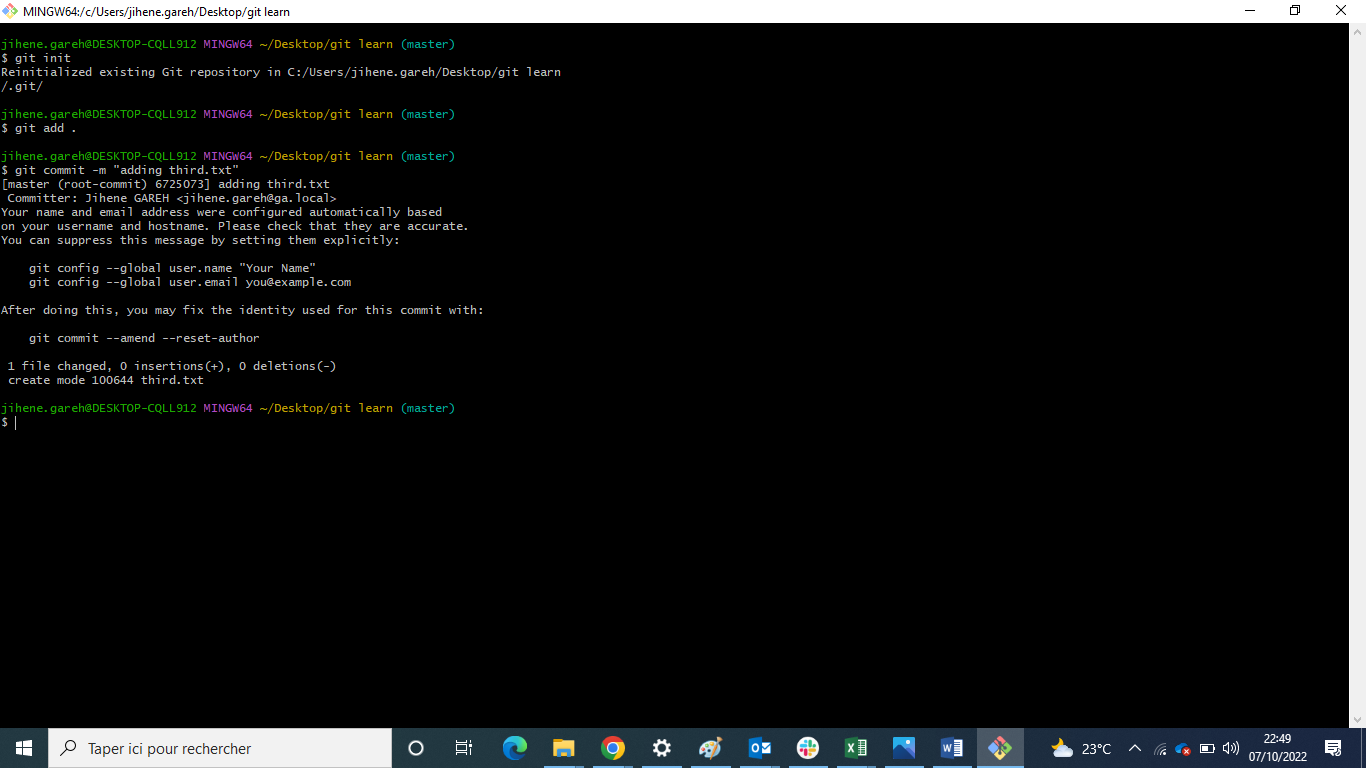 MINGW64:/c/Users/jihene.gareh/Desktop/git learn
jihene.gareh@DESKTOP-CQLL912 MINGW64 ~/Desktop/git learn (master)
$ git init
Reinitialized existing Git repository in C:/Users/jihene.gareh/Desktop/git learn
/.git/
jihene.gareh@DESKTOP-CQLL912 MINGW64 ~/Desktop/git learn (master)
$ git add .
jihene.gareh@DESKTOP-CQLL912 MINGW64 ~/Desktop/git learn (master)
$ git commit -m "adding third.txt"
[master (root-commit) 6725073] adding third.txt
 Committer: Jihene GAREH <jihene.gareh@ga.local>
Your name and email address were configured automatically based
on your username and hostname. Please check that they are accurate.
You can suppress this message by setting them explicitly:
    git config --global user.name "Your Name"
    git config --global user.email you@example.com
After doing this, you may fix the identity used for this commit with:
    git commit --amend --reset-author
 1 file changed, 0 insertions(+), 0 deletions(-)
 create mode 100644 third.txt
jihene.gareh@DESKTOP-CQLL912 MINGW64 ~/Desktop/git learn (master)
$
Taper ici pour rechercher
23°C
22:49
07/10/2022